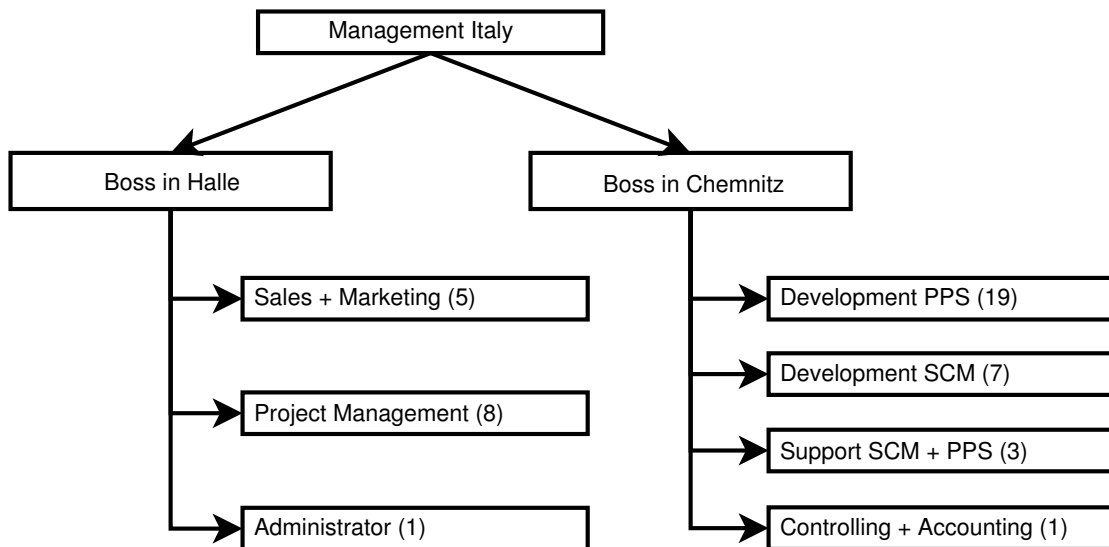 Management Italy
Boss in Halle
Boss in Chemnitz
Sales + Marketing (5)
Project Management (8)
Administrator (1)
Development PPS (19)
Development SCM (7)
Support SCM + PPS (3)
Controlling + Accounting (1)